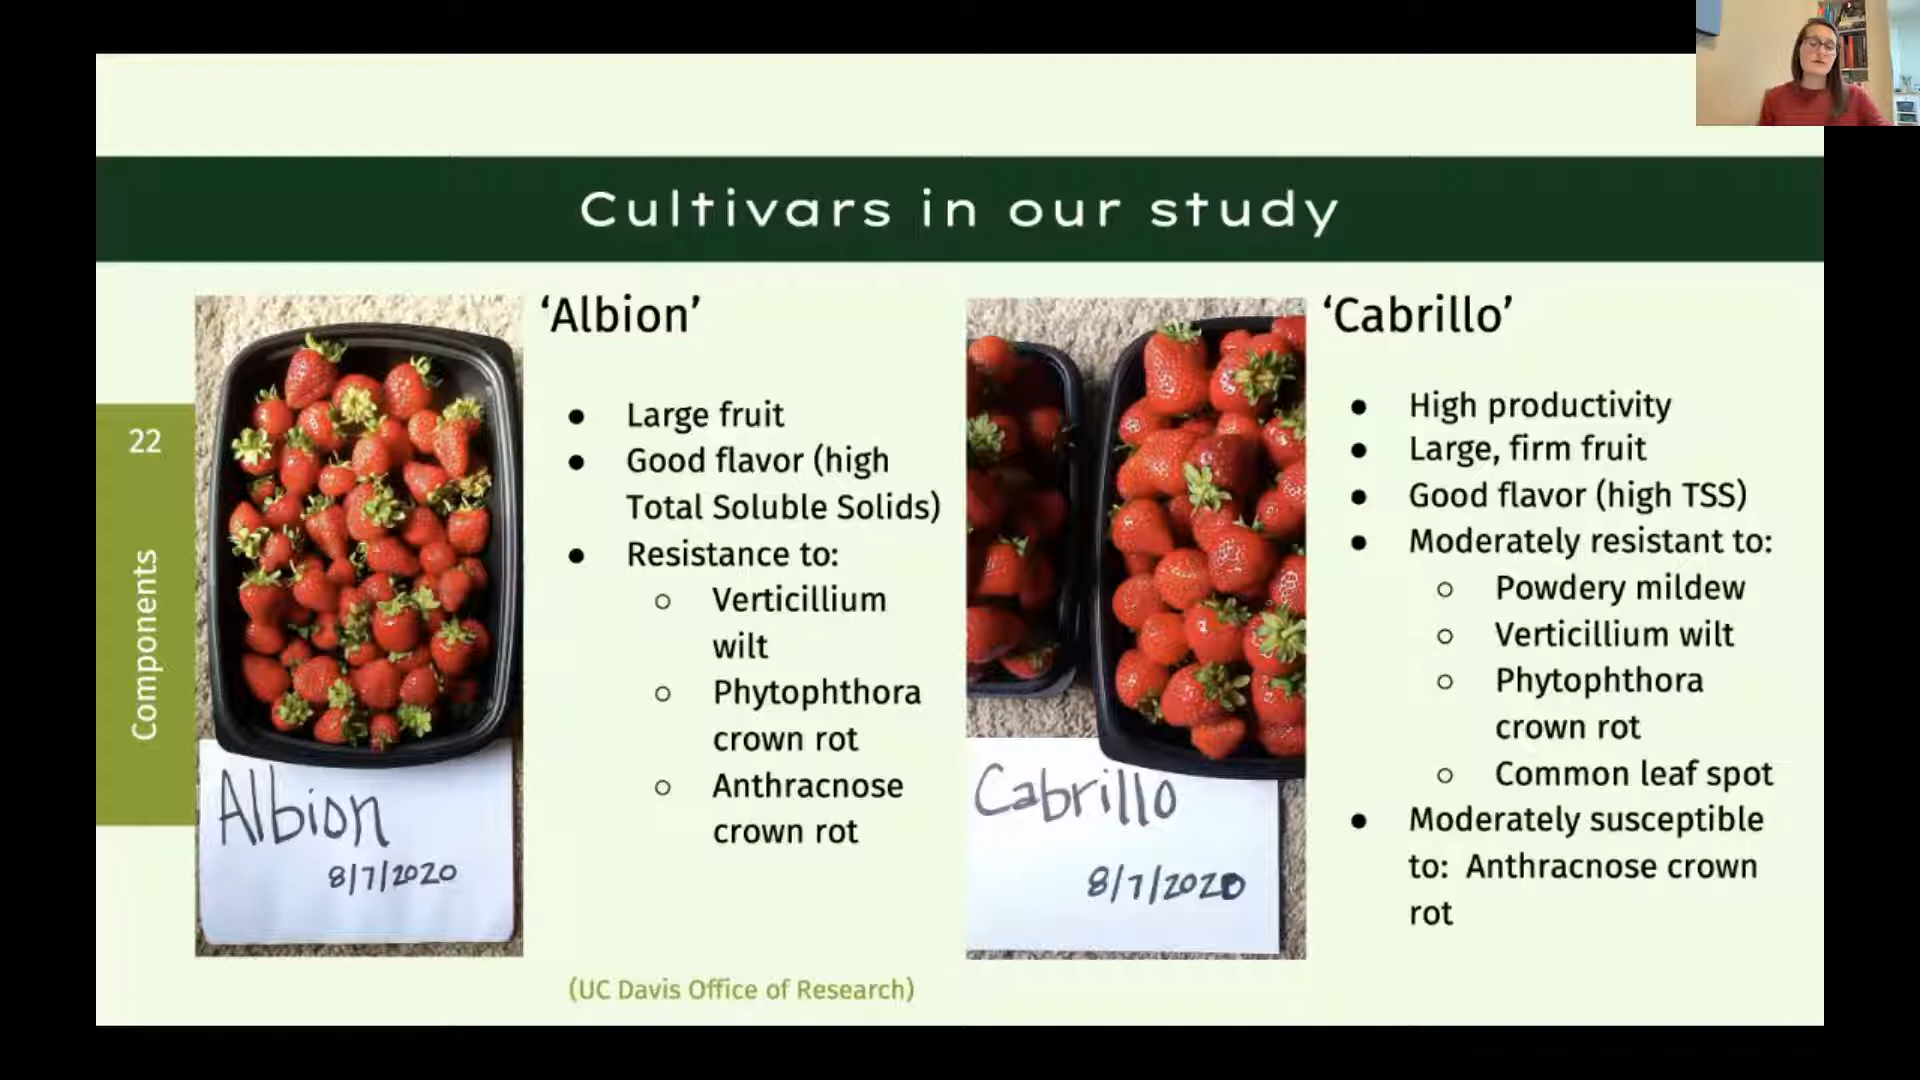 Cultivars in our study
22
Components
‘Albion’
● Large fruit
● Good flavor (high
Total Soluble Solids)
● Resistance to:
○ Verticillium
wilt
○ Phytophthora
crown rot
○ Anthracnose
crown rot
Albion
8/7/2020
(UC Davis Office of Research)
‘Cabrillo’
● High productivity
● Large, firm fruit
● Good flavor (high TSS)
● Moderately resistant to:
○ Powdery mildew
○ Verticillium wilt
○ Phytophthora
crown rot
○ Common leaf spot
● Moderately susceptible
to: Anthracnose crown
rot
Cabrillo
8/7/2020